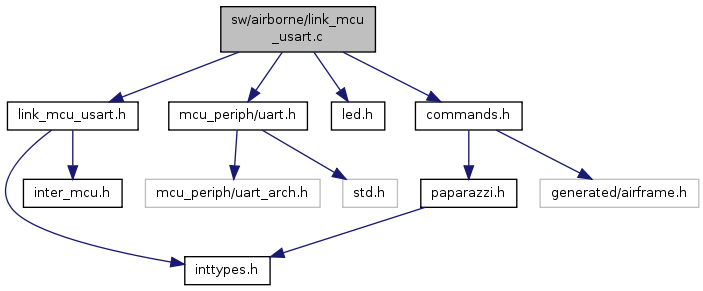 sw/airborne/link_mcu
_usart.c
link_mcu_usart.h
mcu_periph/uart.h
led.h
commands.h
inter_mcu.h
mcu_periph/uart_arch.h
std.h
paparazzi.h
generated/airframe.h
inttypes.h